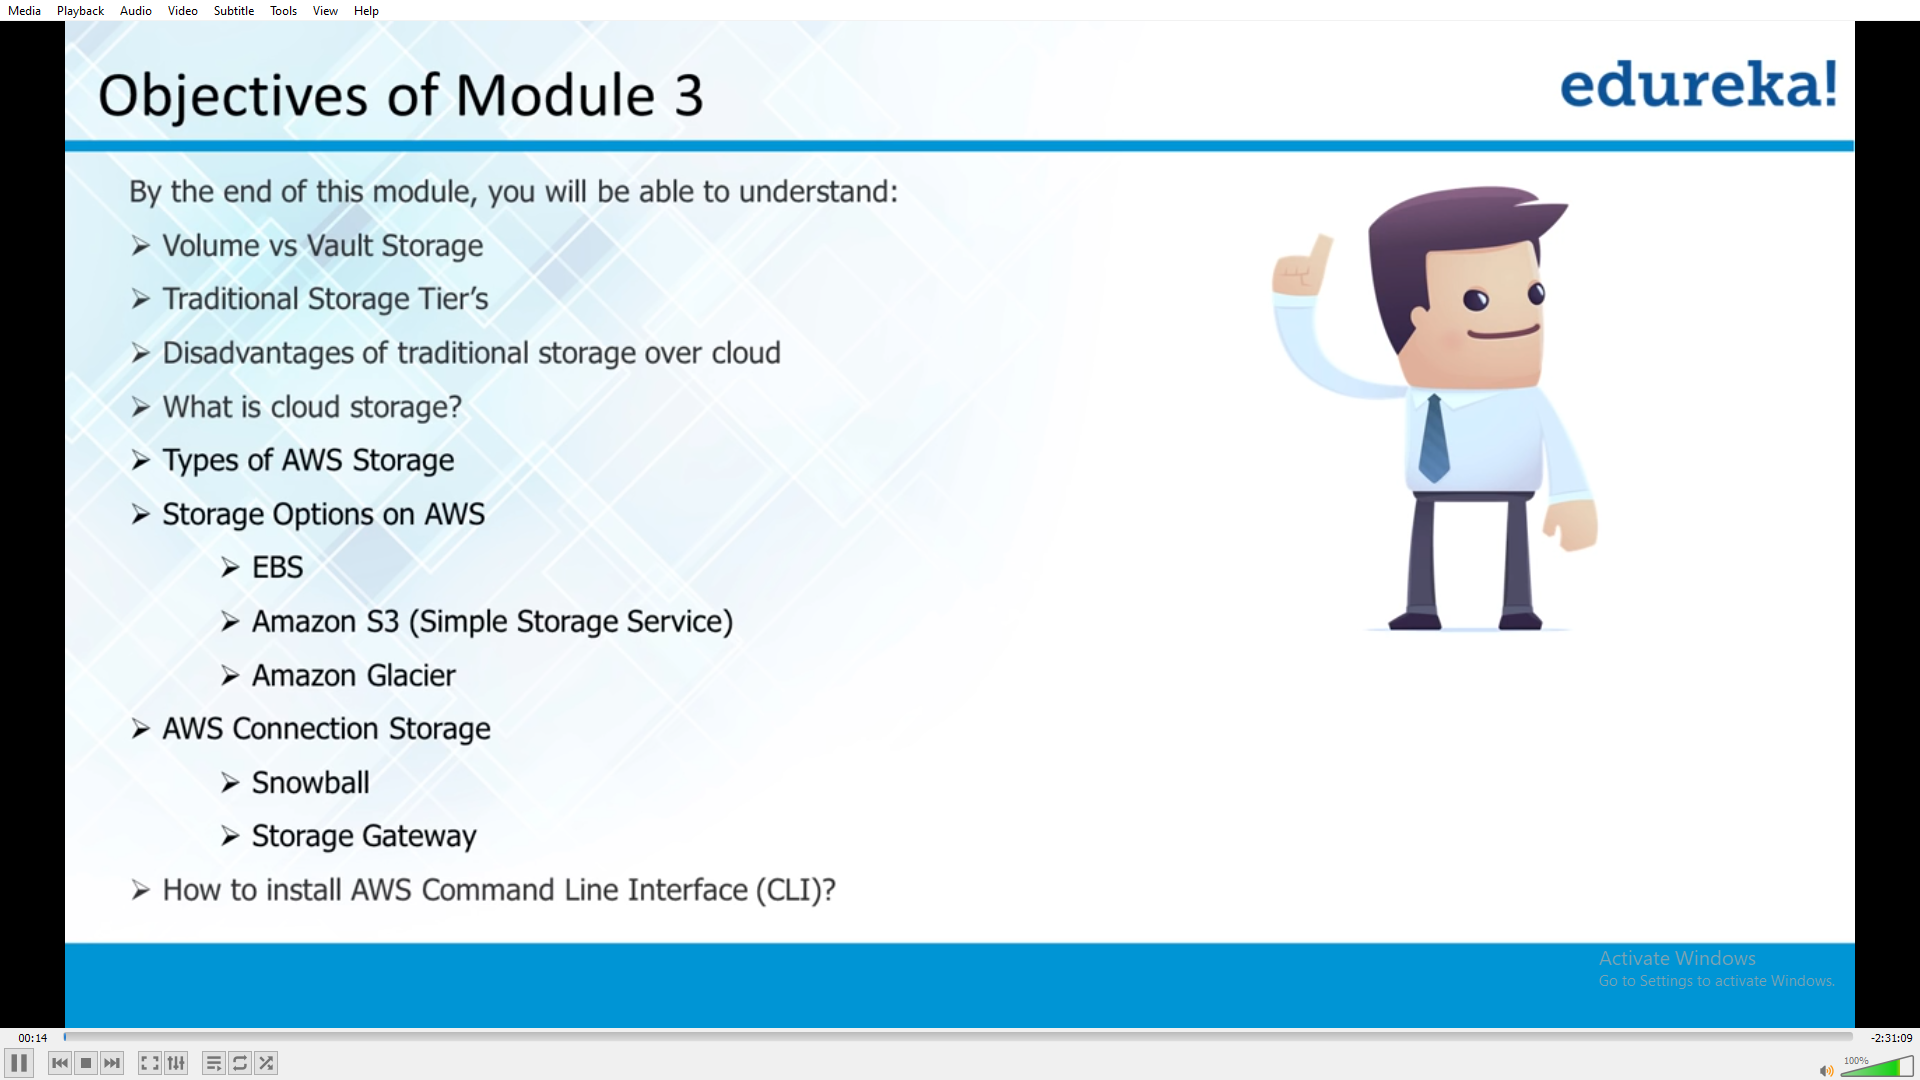 Media Playback Audio Video Subtitle Tools View Help
Objectives of Module 3
edureka!
By the end of this module, you will be able to understand:
➢ Volume vs Vault Storage
➢ Traditional Storage Tier's
➢ Disadvantages of traditional storage over cloud
➢ What is cloud storage?
➢ Types of AWS Storage
➢ Storage Options on AWS
➢ EBS
➢ Amazon S3 (Simple Storage Service)
➢ Amazon Glacier
➢ AWS Connection Storage
➢ Snowball
➢ Storage Gateway
➢ How to install AWS Command Line Interface (CLI)?
Activate Windows
Go to Settings to activate Windows.
00:14
-2:31:09
100%